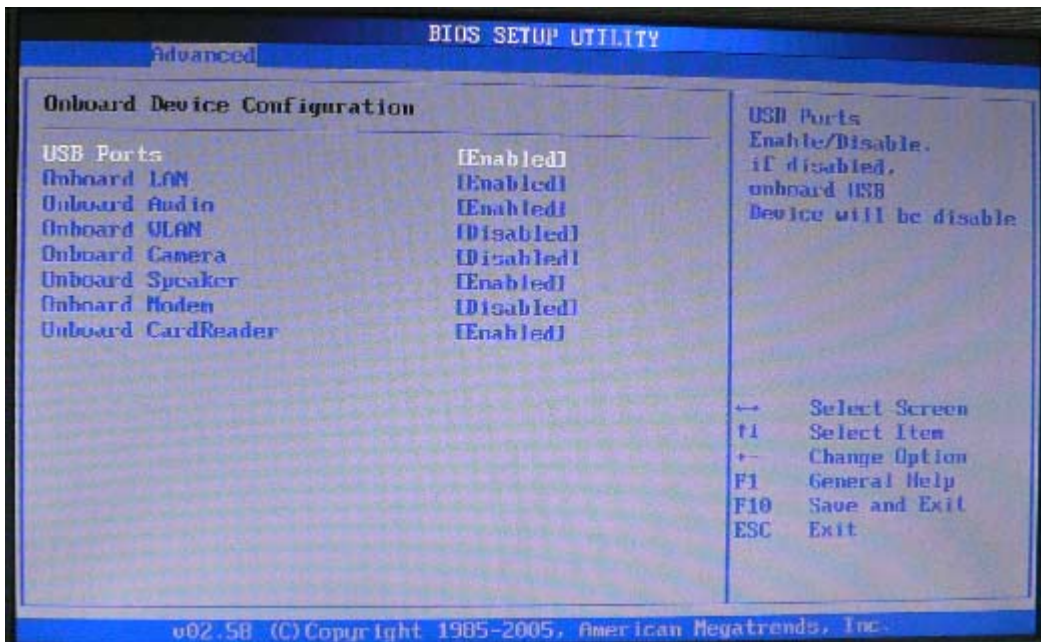 BIOS SETUP UTILITY
Advanced
Onboard Device Configuration
USB Ports [Enabled]
Onboard LAN [Enabled]
Onboard Audio [Enabled]
Onboard WLAN [Disabled]
Onboard Camera [Disabled]
Onboard Speaker [Enabled]
Onboard Modem [Disabled]
Onboard CardReader [Enabled]
USB Ports
Enable/Disable.
if disabled,
onboard USB
Device will be disable
←→ Select Screen
↑↓ Select Item
+- Change Option
F1 General Help
F10 Save and Exit
ESC Exit
v02.58 (C)Copyright 1985-2005, American Megatrends, Inc.